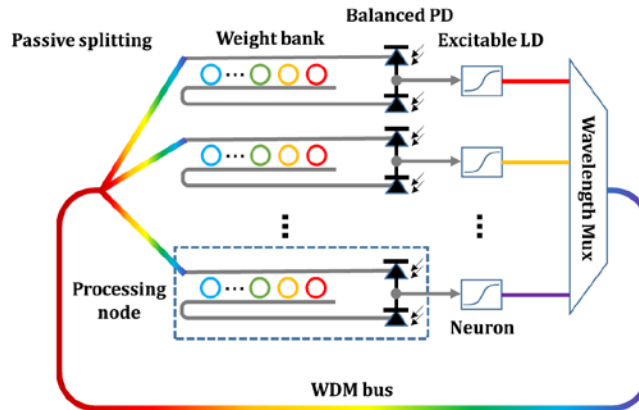 Balanced PD
Passive splitting
Weight bank
Excitable LD
Wavelength Mux
Processing
node
Neuron
WDM bus